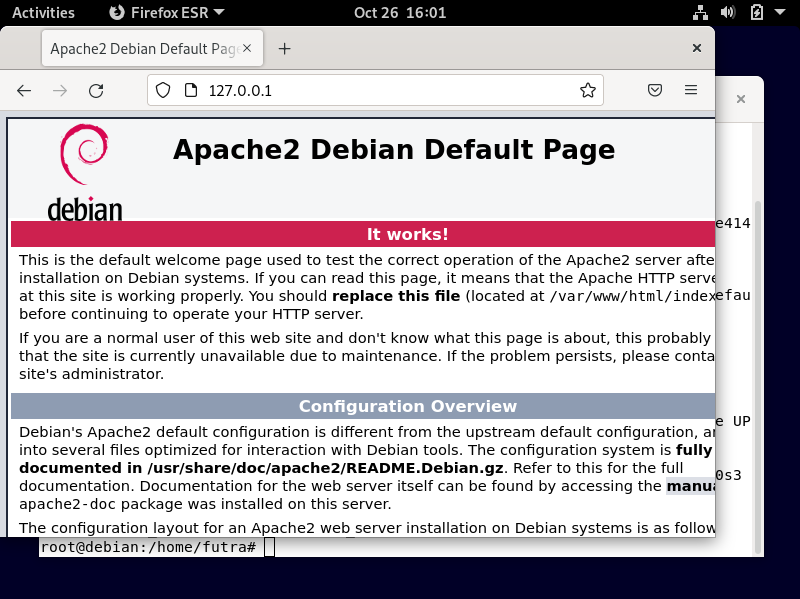 Activities Firefox ESR Oct 26 16:01
Apache2 Debian Default Pag
127.0.0.1
debian
Apache2 Debian Default Page
It works!
This is the default welcome page used to test the correct operation of the Apache2 server afte
installation on Debian systems. If you can read this page, it means that the Apache HTTP serve
at this site is working properly. You should replace this file (located at /var/www/html/index
before continuing to operate your HTTP server.
If you are a normal user of this web site and don't know what this page is about, this probably
that the site is currently unavailable due to maintenance. If the problem persists, please conta
site's administrator.
Configuration Overview
Debian's Apache2 default configuration is different from the upstream default configuration, a
into several files optimized for interaction with Debian tools. The configuration system is fully
documented in /usr/share/doc/apache2/README.Debian.gz. Refer to this for the full
documentation. Documentation for the web server itself can be found by accessing the manua
apache2-doc package was installed on this server.
The configuration layout for an Apache2 web server installation on Debian systems is as follow
e414
efau
e UP
0s3
root@debian:/home/futra#